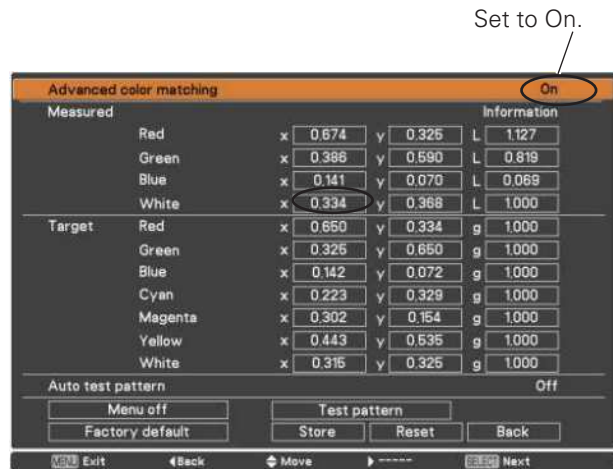 Set to On.
Advanced color matching On
Measured Information
Red x 0.674 y 0.325 L 1.127
Green x 0.386 y 0.590 L 0.819
Blue x 0.141 y 0.070 L 0.069
White x 0.334 y 0.368 L 1.000
Target Red x 0.650 y 0.334 g 1.000
Green x 0.325 y 0.650 g 1.000
Blue x 0.142 y 0.072 g 1.000
Cyan x 0.223 y 0.329 g 1.000
Magenta x 0.302 y 0.154 g 1.000
Yellow x 0.443 y 0.535 g 1.000
White x 0.315 y 0.325 g 1.000
Auto test pattern Off
Menu off Test pattern
Factory default Store Reset Back
MENU Exit Back Move ----- SELECT Next